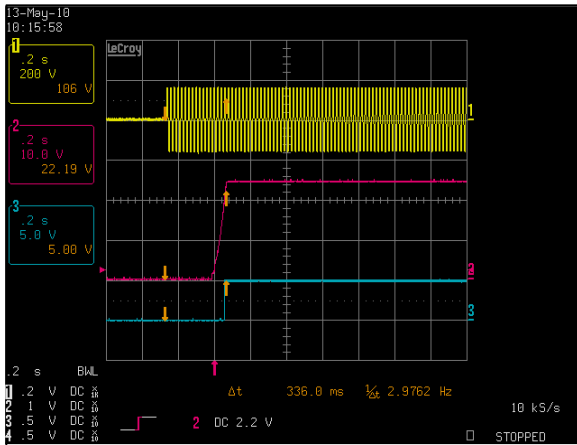 13-May-10
10:15:58
LeCroy
1
.2 s
200 V
106 V
1
2
.2 s
10.0 V
22.19 V
3
.2 s
5.0 V
5.00 V
2
3
.2 s BWL
1 .2 V DC
2 1 V DC X10
3 .5 V DC X10
4 .5 V DC X10
Δt 336.0 ms 1/Δt 2.9762 Hz
2 DC 2.2 V
10 kS/s
STOPPED